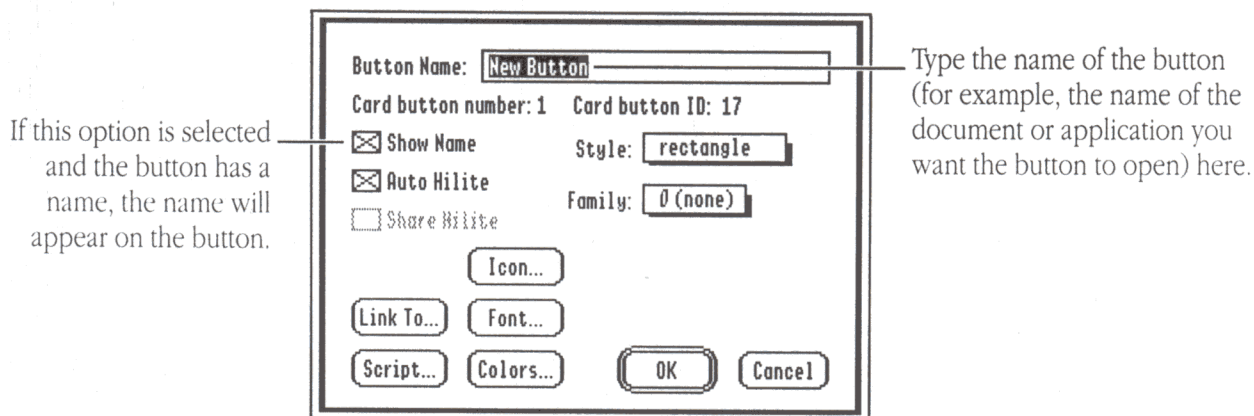 If this option is selected
and the button has a
name, the name will
appear on the button.
Button Name: New Button
Card button number: 1 Card button ID: 17
Show Name
Style: rectangle
Auto Hilite
Family: 0 (none)
Share Hilite
Icon...
Link To... Font...
Script... Colors... OK Cancel
Type the name of the button
(for example, the name of the
document or application you
want the button to open) here.